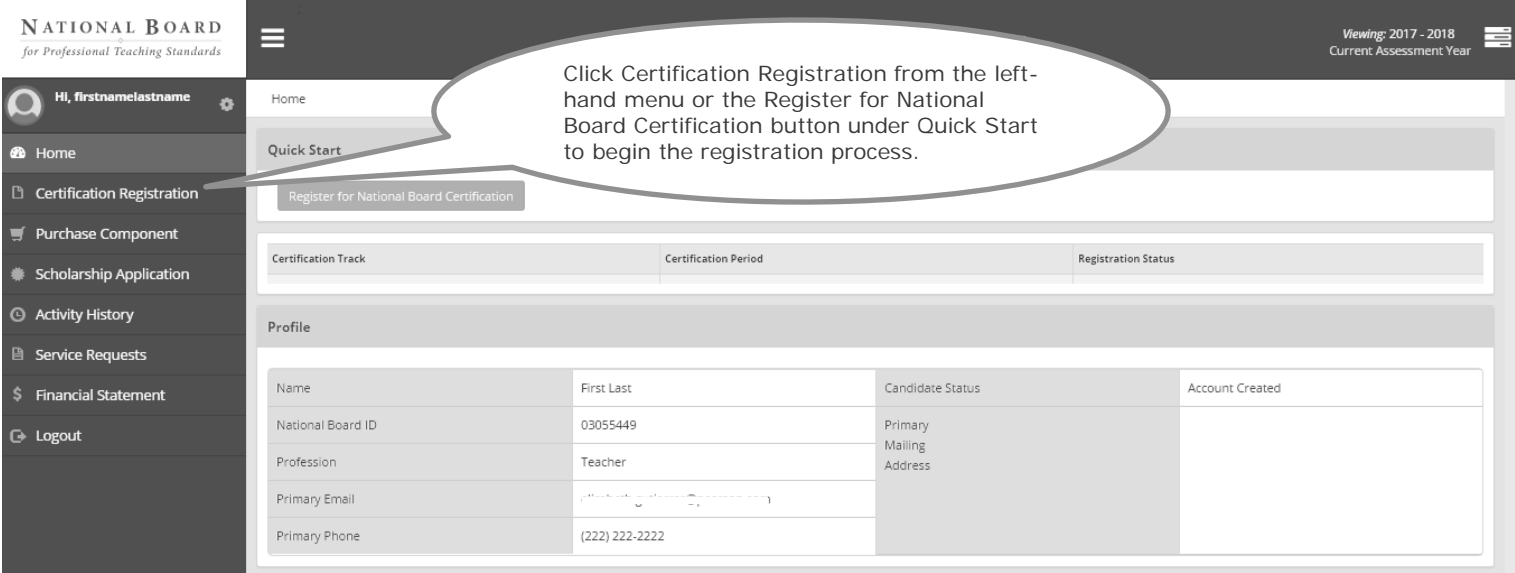 NATIONAL BOARD
for Professional Teaching Standards
Viewing: 2017 - 2018
Current Assessment Year
Hi, firstnamelastname
Home
Certification Registration
Purchase Component
Scholarship Application
Activity History
Service Requests
$ Financial Statement
Logout
Click Certification Registration from the left-
hand menu or the Register for National
Board Certification button under Quick Start
to begin the registration process.
Home
Quick Start
Register for National Board Certification
Certification Track Certification Period Registration Status
Profile
Name First Last Candidate Status Account Created
National Board ID 03055449 Primary
Mailing
Address
Profession Teacher
Primary Email
Primary Phone (222) 222-2222